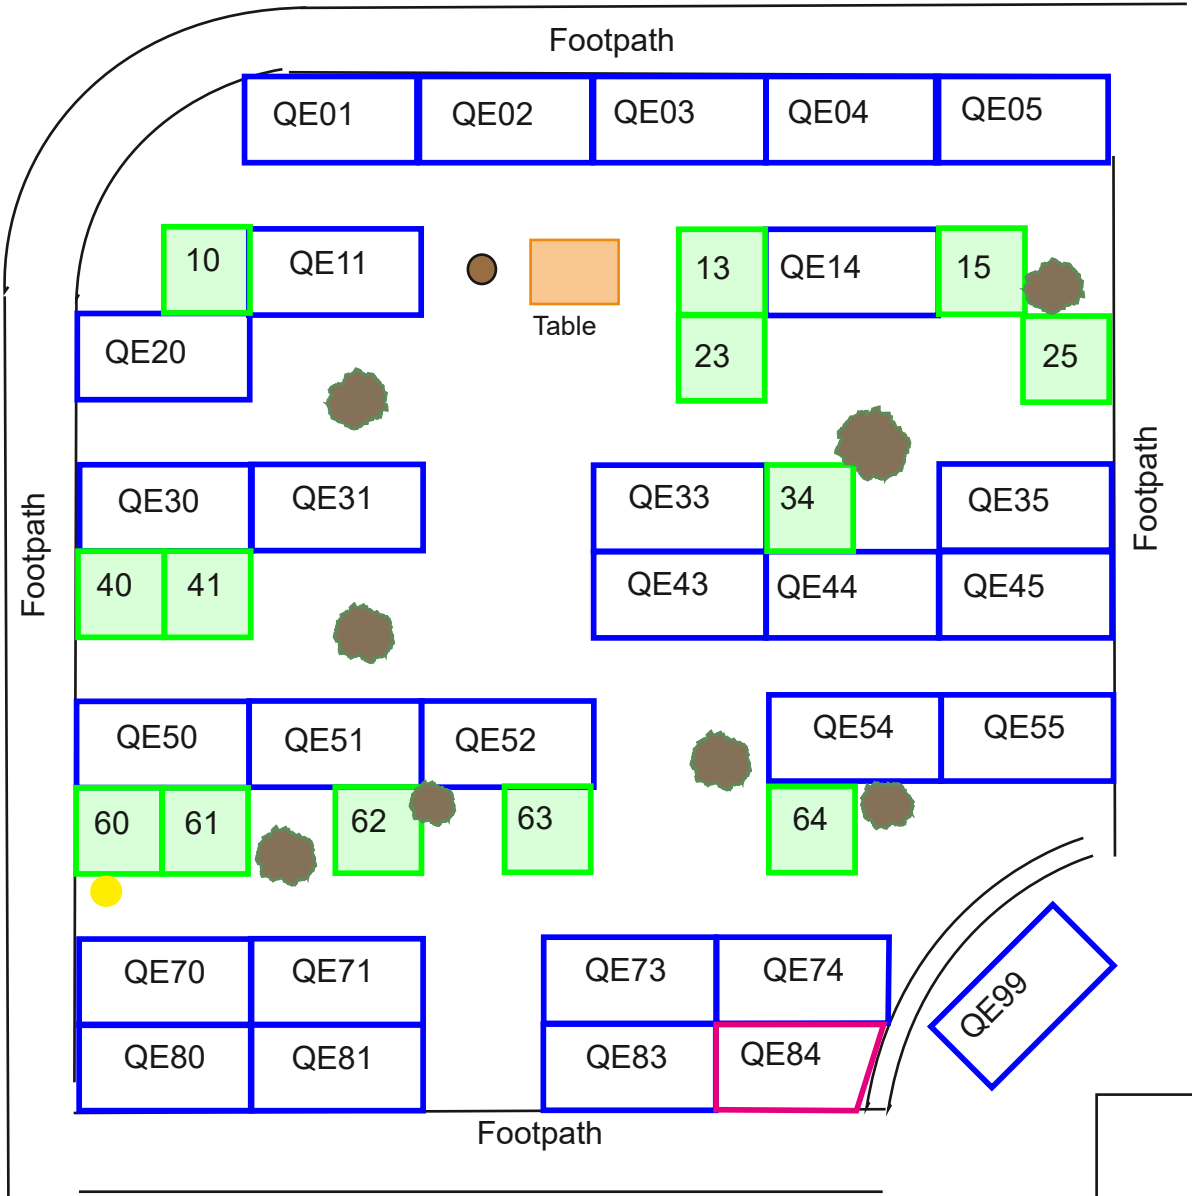 Footpath
QE01
QE02
QE03
QE04
QE05
10
QE11
13
QE14
15
Table
QE20
23
25
Footpath
QE30
QE31
QE33
34
QE35
Footpath
40
41
QE43
QE44
QE45
QE50
QE51
QE52
QE54
QE55
60
61
62
63
64
QE70
QE71
QE73
QE74
QE99
QE80
QE81
QE83
QE84
Footpath